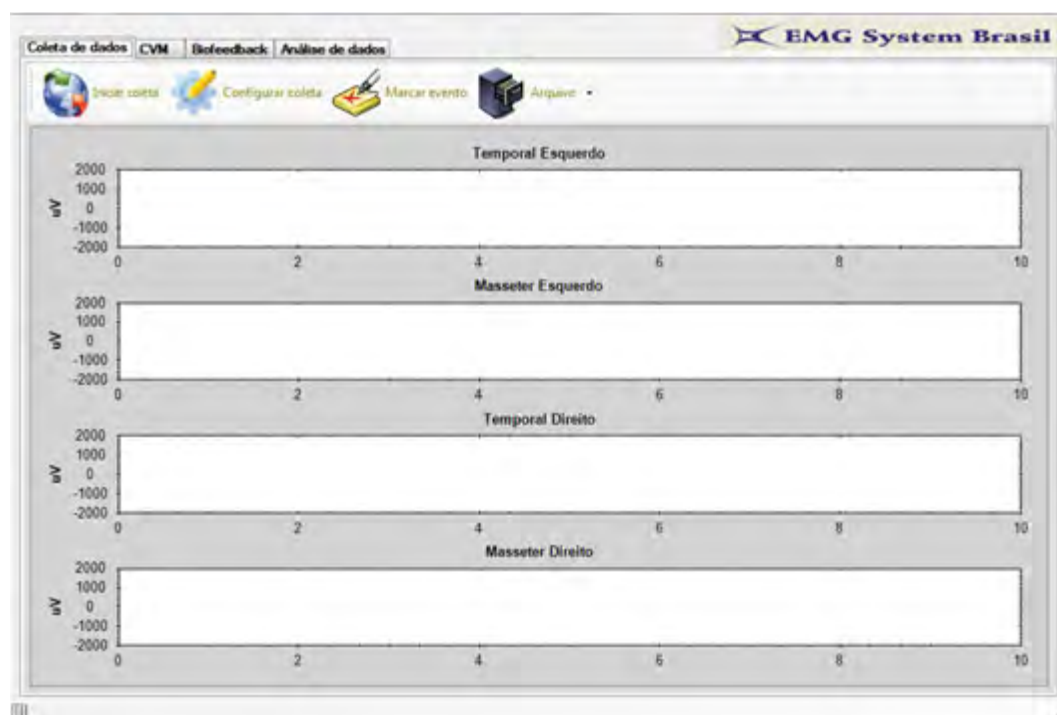 EMG System Brasil
Coleta de dados CVM Biofeedback Análise de dados
Iniciar coleta Configurar coleta Marcar evento Arquivo
Temporal Esquerdo
2000
1000
uV 0
-1000
-2000
0 2 4 6 8 10
Masseter Esquerdo
2000
1000
uV 0
-1000
-2000
0 2 4 6 8 10
Temporal Direito
2000
1000
uV 0
-1000
-2000
0 2 4 6 8 10
Masseter Direito
2000
1000
uV 0
-1000
-2000
0 2 4 6 8 10